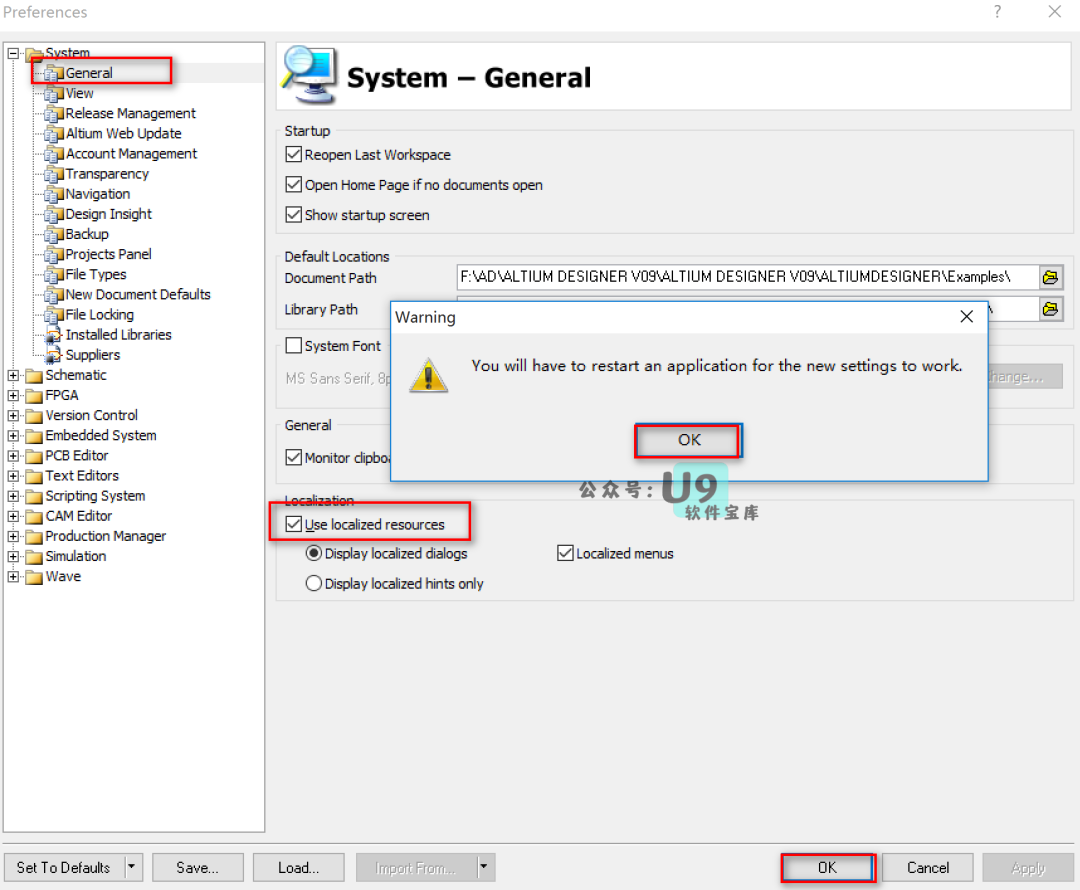 Preferences
System
General
View
Release Management
Altium Web Update
Account Management
Transparency
Navigation
Design Insight
Backup
Projects Panel
File Types
New Document Defaults
File Locking
Installed Libraries
Suppliers
Schematic
FPGA
Version Control
Embedded System
PCB Editor
Text Editors
Scripting System
CAM Editor
Production Manager
Simulation
Wave
System – General
Startup
Reopen Last Workspace
Open Home Page if no documents open
Show startup screen
Default Locations
Document Path F:\AD\ALTIUM DESIGNER V09\ALTIUM DESIGNER V09\ALTIUMDESIGNER\Examples\
Library Path
System Font
MS Sans Serif,
General
Monitor
Warning
You will have to restart an application for the new settings to work.
OK
公众号: U9
软件宝库
Localization
Use localized resources
Display localized dialogs Localized menus
Display localized hints only
Set To Defaults Save... Load... Import From... OK Cancel Apply